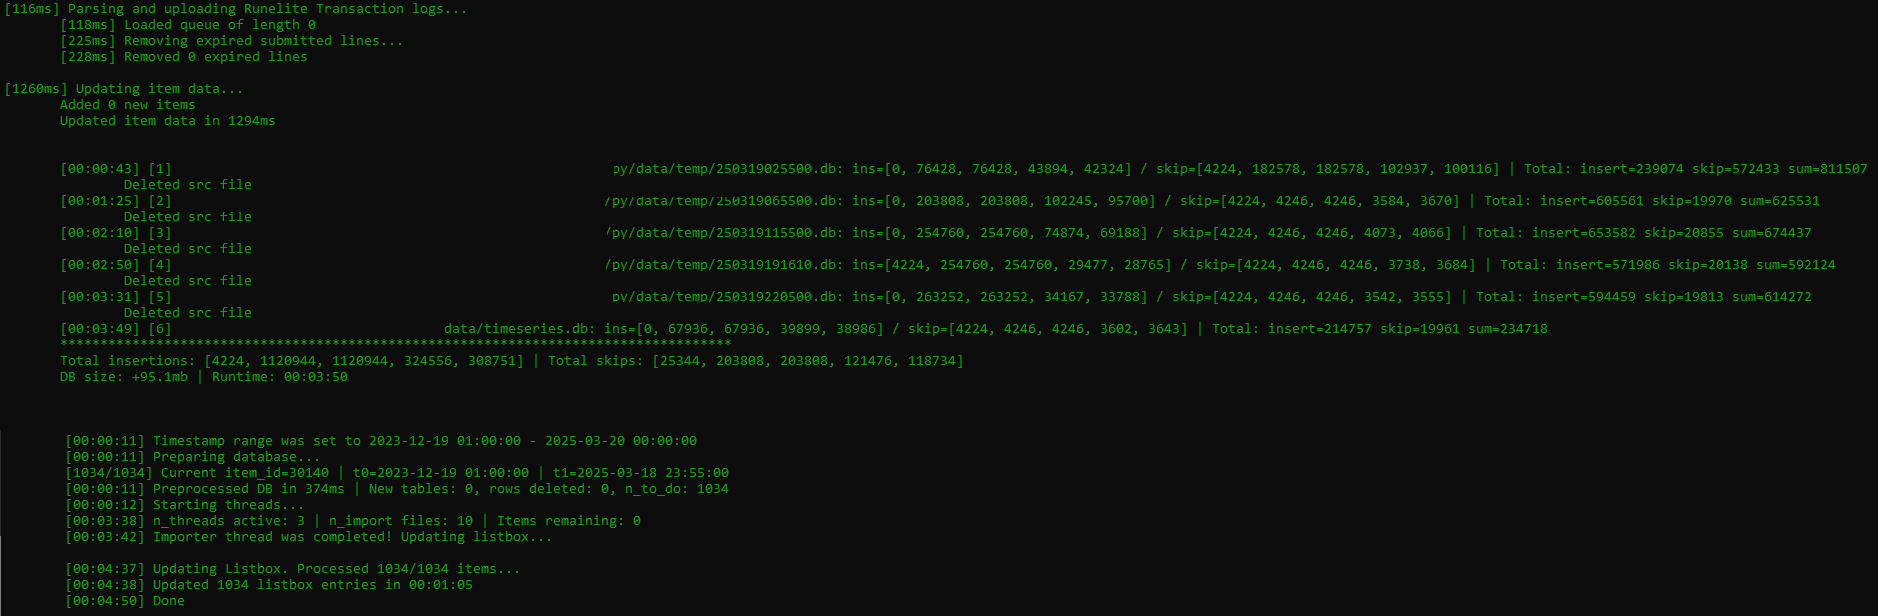 [116ms] Parsing and uploading Runelite Transaction logs...
[118ms] Loaded queue of length 0
[225ms] Removing expired submitted lines...
[228ms] Removed 0 expired lines
[1260ms] Updating item data...
Added 0 new items
Updated item data in 1294ms
[00:00:43] [1] py/data/temp/250319025500.db: ins=[0, 76428, 76428, 43894, 42324] / skip=[4224, 182578, 182578, 102937, 100116] | Total: insert=239074 skip=572433 sum=811507
Deleted src file
[00:01:25] [2] /py/data/temp/250319065500.db: ins=[0, 203808, 203808, 102245, 95700] / skip=[4224, 4246, 4246, 3584, 3670] | Total: insert=605561 skip=19970 sum=625531
Deleted src file
[00:02:10] [3] /py/data/temp/250319115500.db: ins=[0, 254760, 254760, 74874, 69188] / skip=[4224, 4246, 4246, 4073, 4066] | Total: insert=653582 skip=20855 sum=674437
Deleted src file
[00:02:50] [4] /py/data/temp/250319191610.db: ins=[4224, 254760, 254760, 29477, 28765] / skip=[4224, 4246, 4246, 3738, 3684] | Total: insert=571986 skip=20138 sum=592124
Deleted src file
[00:03:31] [5] py/data/temp/250319220500.db: ins=[0, 263252, 263252, 34167, 33788] / skip=[4224, 4246, 4246, 3542, 3555] | Total: insert=594459 skip=19813 sum=614272
Deleted src file
[00:03:49] [6] data/timeseries.db: ins=[0, 67936, 67936, 39899, 38986] / skip=[4224, 4246, 4246, 3602, 3643] | Total: insert=214757 skip=19961 sum=234718
************************************************************************************
Total insertions: [4224, 1120944, 1120944, 324556, 308751] | Total skips: [25344, 203808, 203808, 121476, 118734]
DB size: +95.1mb | Runtime: 00:03:50
[00:00:11] Timestamp range was set to 2023-12-19 01:00:00 - 2025-03-20 00:00:00
[00:00:11] Preparing database...
[1034/1034] Current item_id=30140 | t0=2023-12-19 01:00:00 | t1=2025-03-18 23:55:00
[00:00:11] Preprocessed DB in 374ms | New tables: 0, rows deleted: 0, n_to_do: 1034
[00:00:12] Starting threads...
[00:03:38] n_threads active: 3 | n_import files: 10 | Items remaining: 0
[00:03:42] Importer thread was completed! Updating listbox...
[00:04:37] Updating Listbox. Processed 1034/1034 items...
[00:04:38] Updated 1034 listbox entries in 00:01:05
[00:04:50] Done